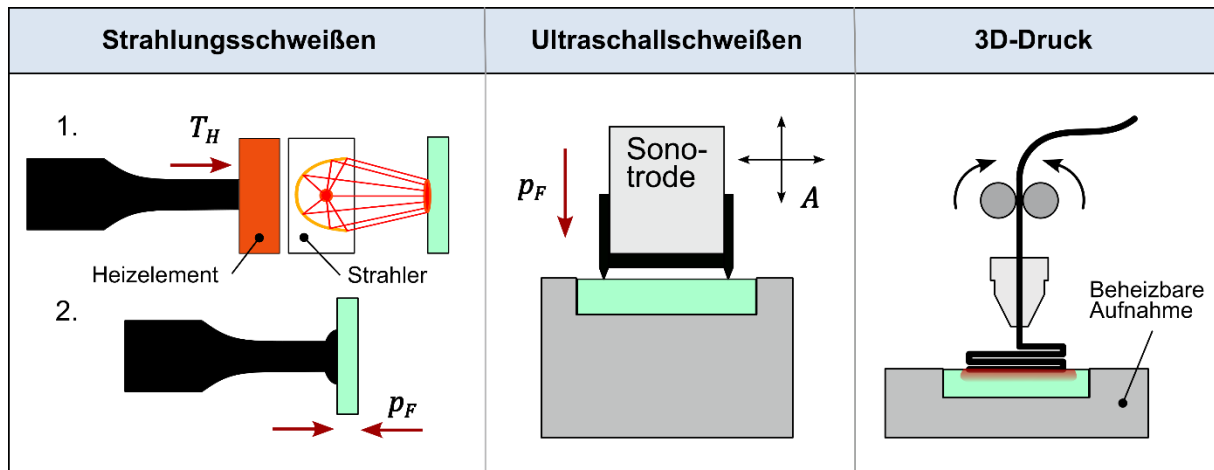 Strahlungsschweißen
Ultraschallschweißen
3D-Druck
1.
T_H
Heizelement
Strahler
2.
p_F
p_F
Sono-
trode
A
Beheizbare
Aufnahme